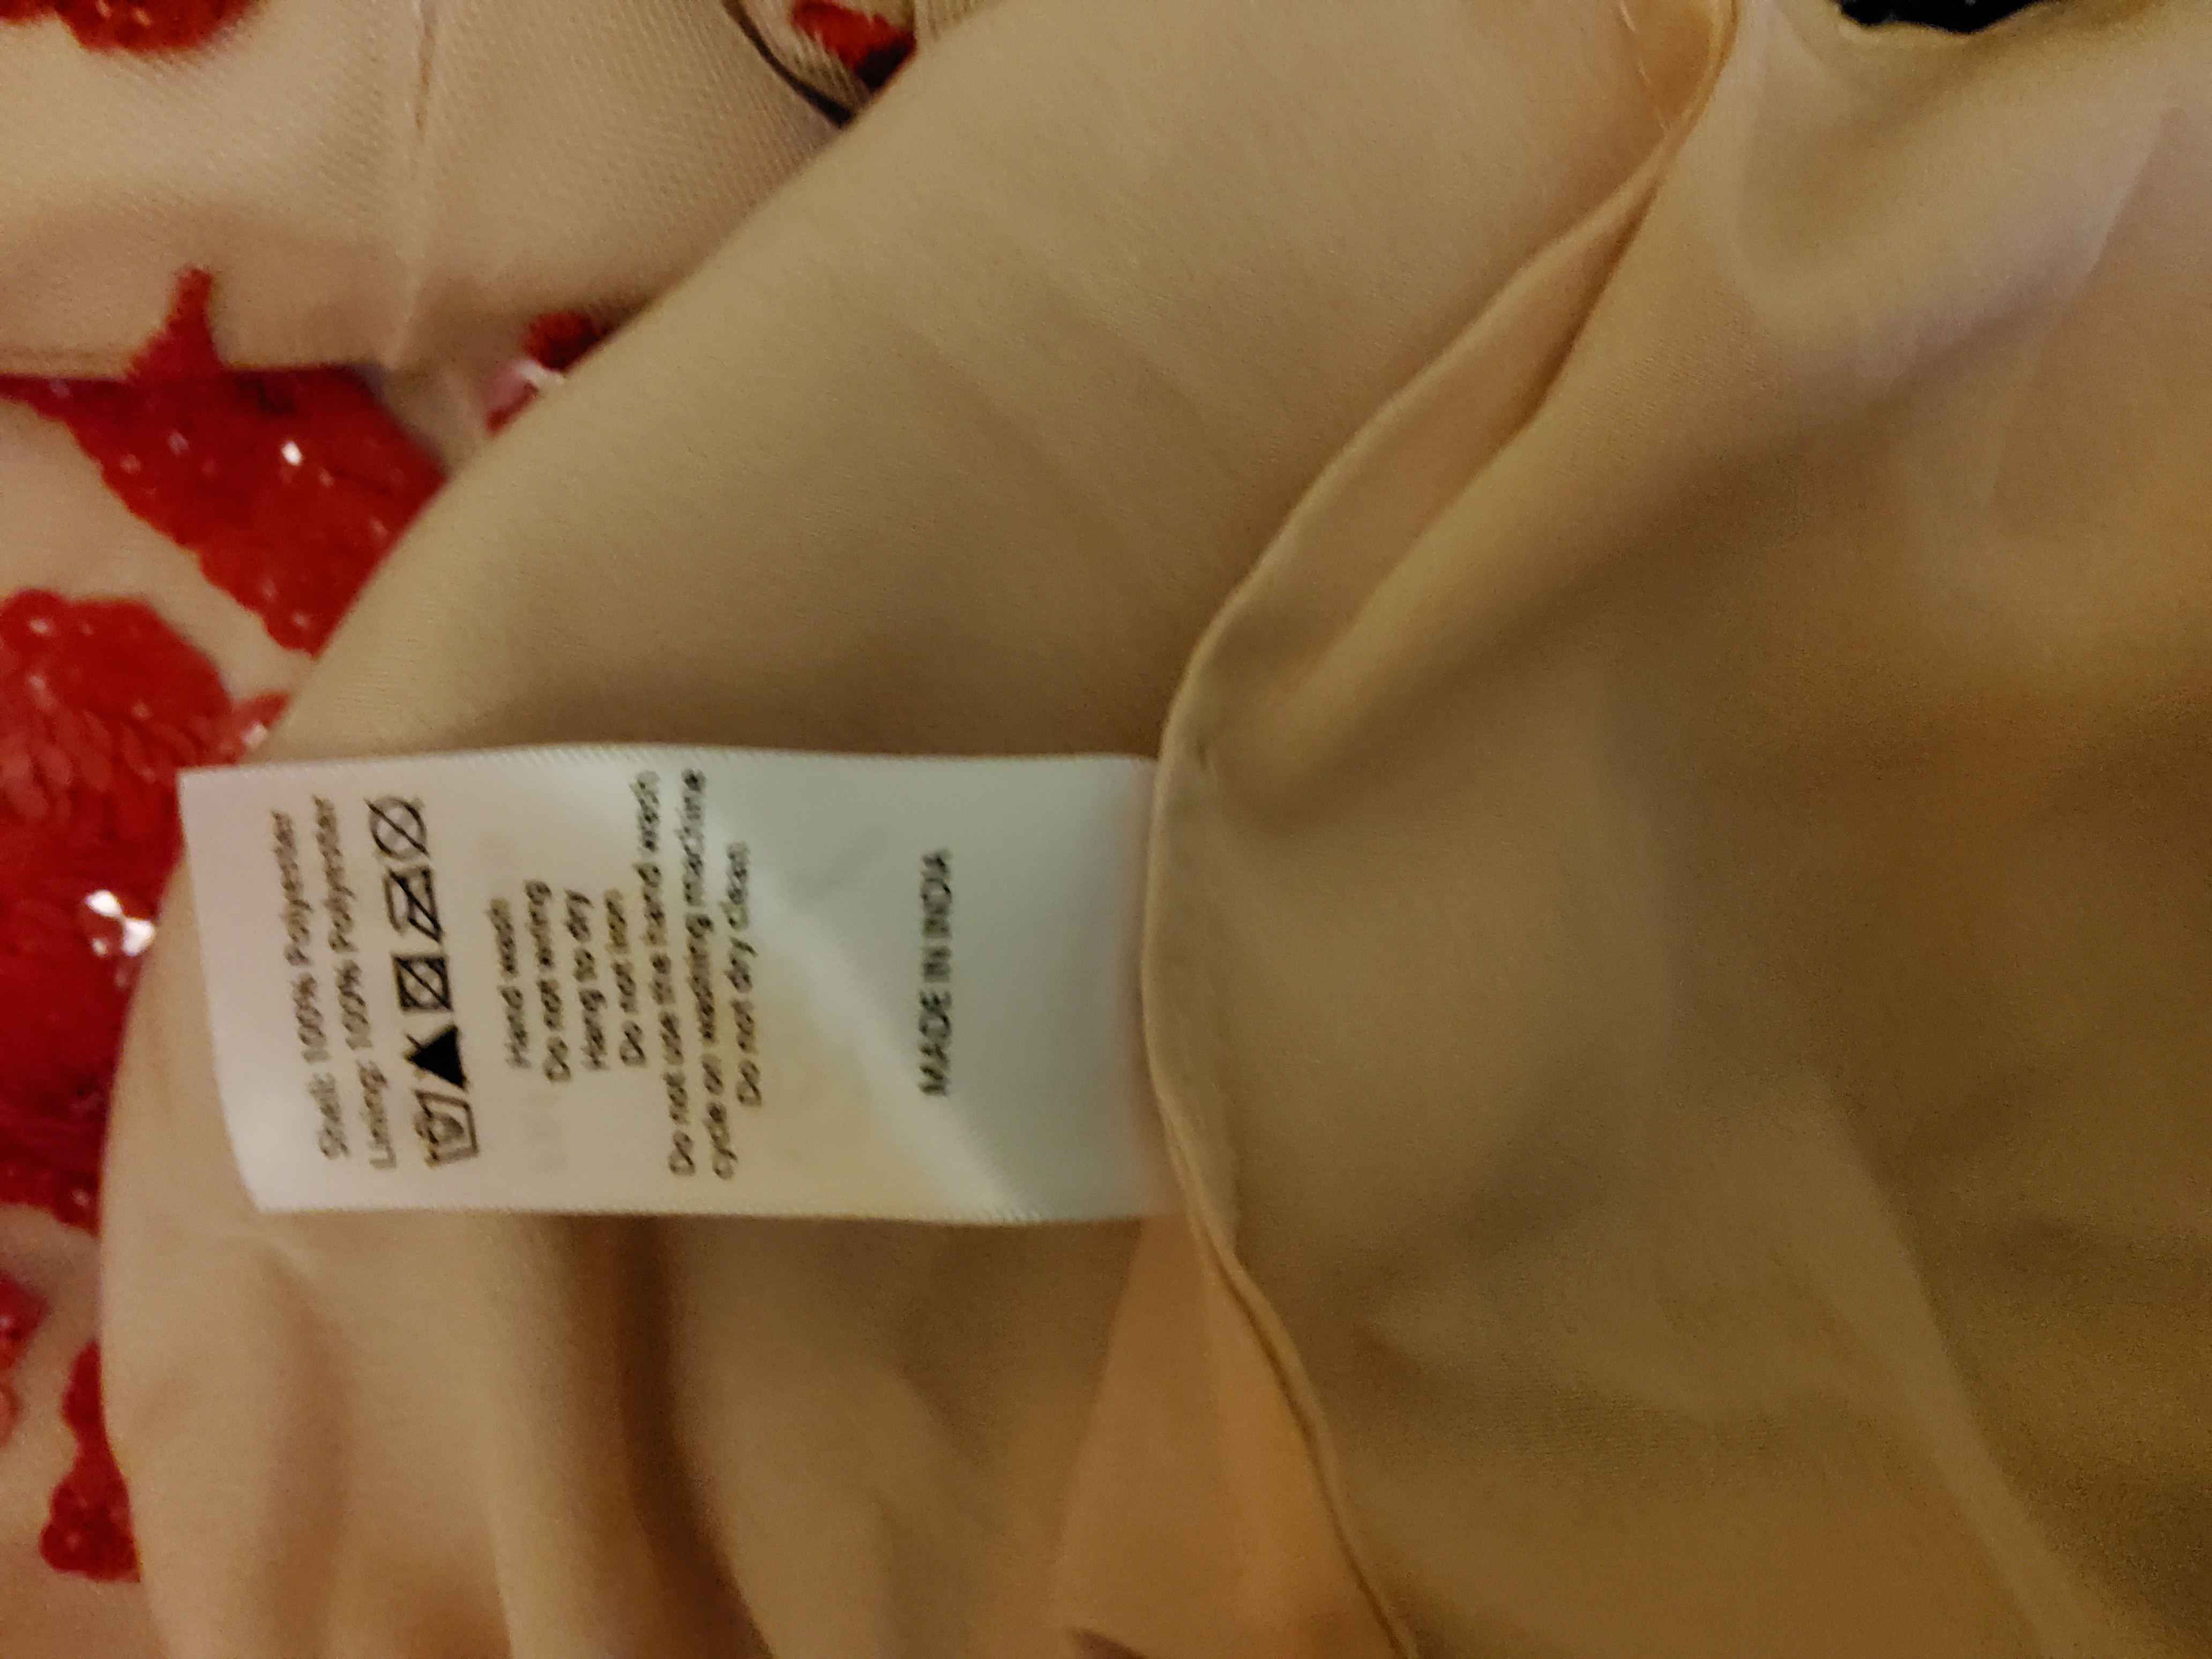 Shell: 100% Polyester
Lining: 100% Polyester
Hand wash
Do not wring
Hang to dry
Do not iron
Do not use the hand wash
cycle on washing machine
Do not dry clean
MADE IN INDIA